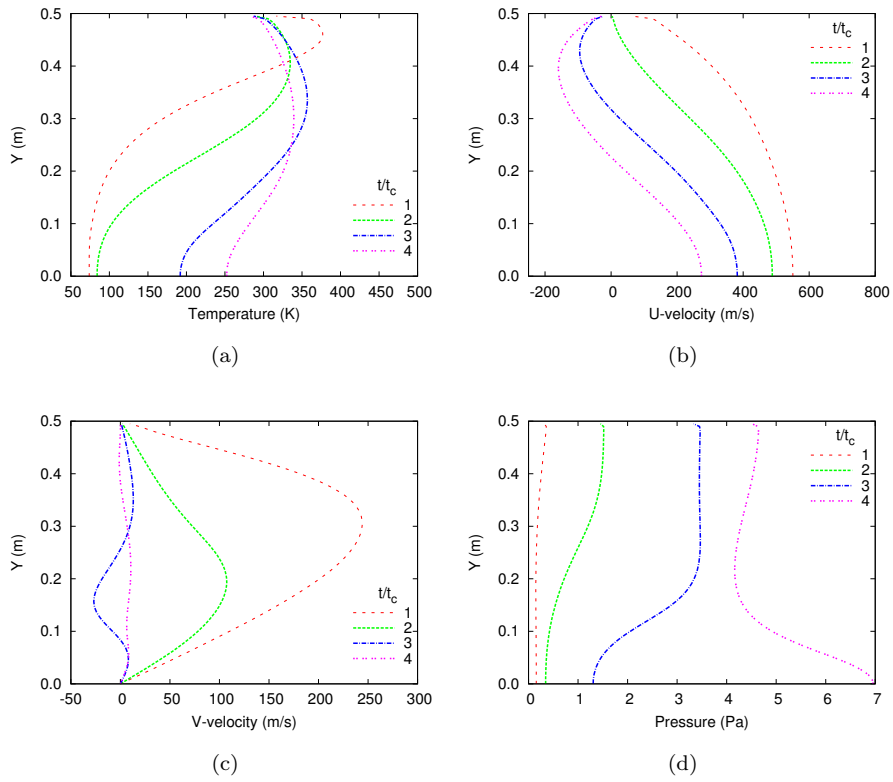 0.5
0.4
0.3
0.2
0.1
0.0
Y (m)
50 100 150 200 250 300 350 400 450 500
Temperature (K)
t/tc
1
2
3
4
(a)
0.5
0.4
0.3
0.2
0.1
0.0
Y (m)
-200 0 200 400 600 800
U-velocity (m/s)
t/tc
1
2
3
4
(b)
0.5
0.4
0.3
0.2
0.1
0.0
Y (m)
-50 0 50 100 150 200 250 300
V-velocity (m/s)
t/tc
1
2
3
4
(c)
0.5
0.4
0.3
0.2
0.1
0.0
Y (m)
0 1 2 3 4 5 6 7
Pressure (Pa)
t/tc
1
2
3
4
(d)